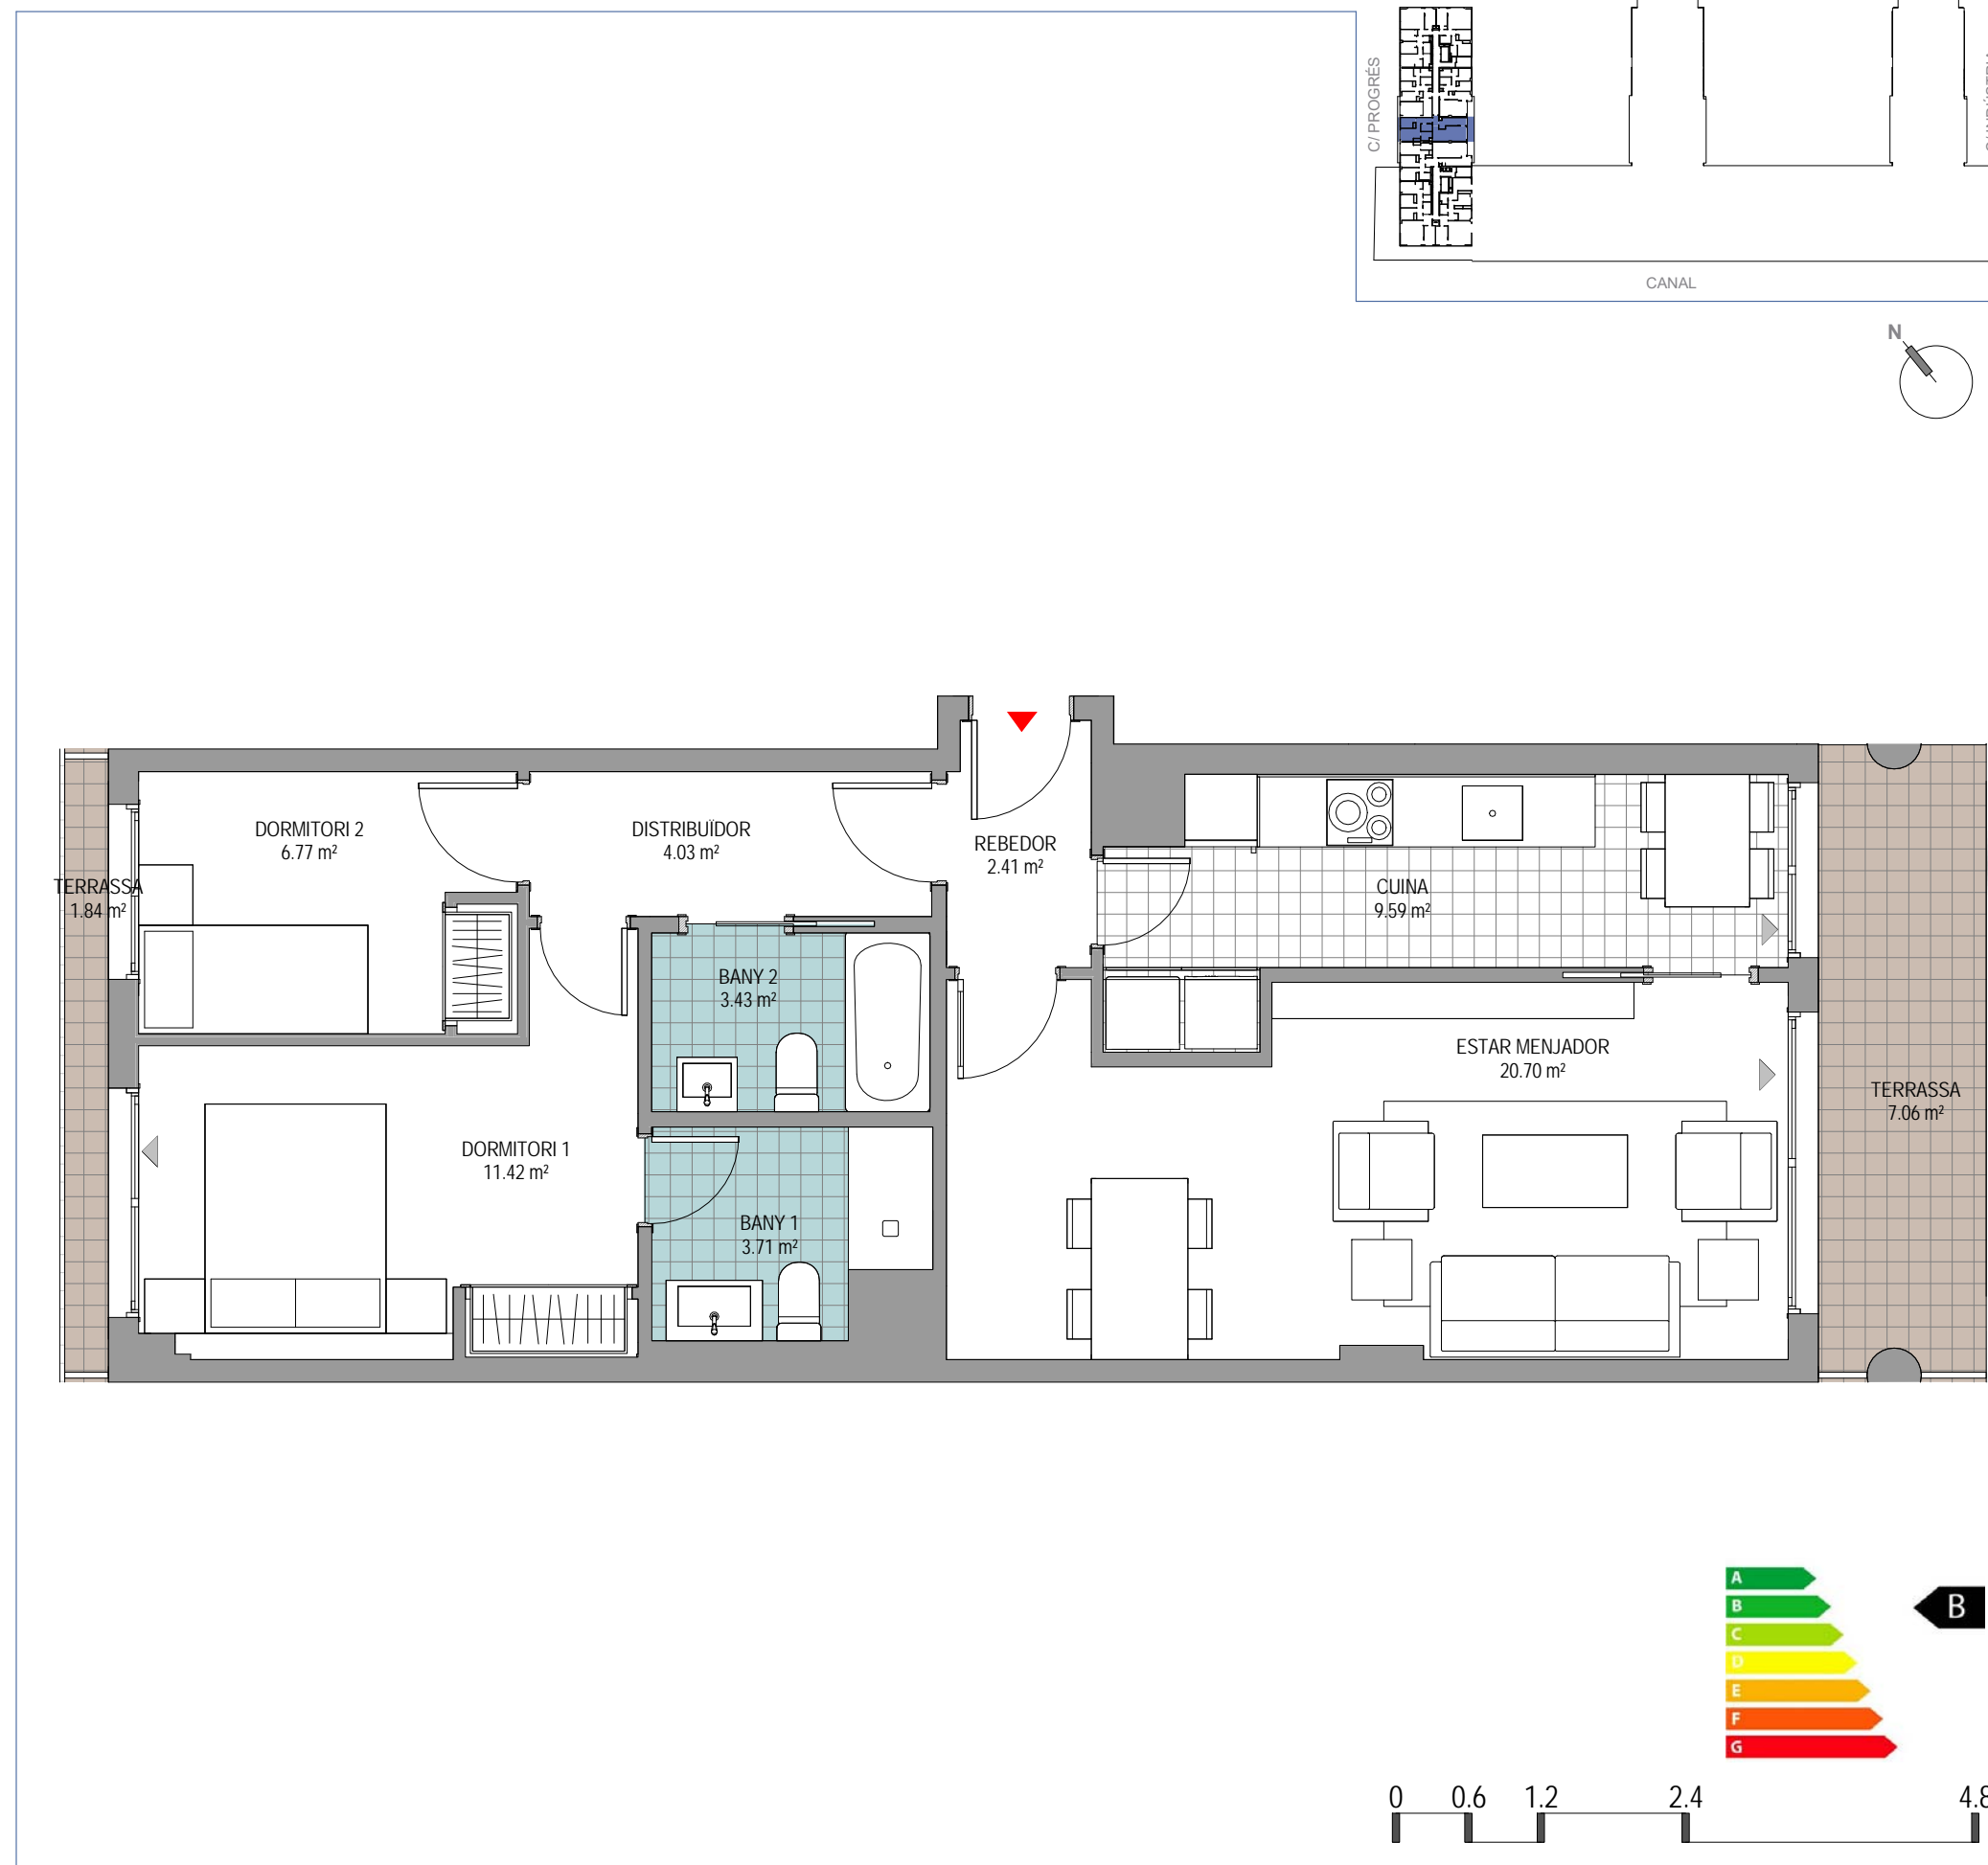 C/ PROGRÉS
CANAL
N
DORMITORI 2
6.77 m²
DISTRIBUÏDOR
4.03 m²
REBEDOR
2.41 m²
TERRASSA
1.84 m²
CUINA
9.59 m²
BANY 2
3.43 m²
ESTAR MENJADOR
20.70 m²
TERRASSA
7.06 m²
DORMITORI 1
11.42 m²
BANY 1
3.71 m²
A
B
B
C
D
E
F
G
0 0.6 1.2 2.4 4.8